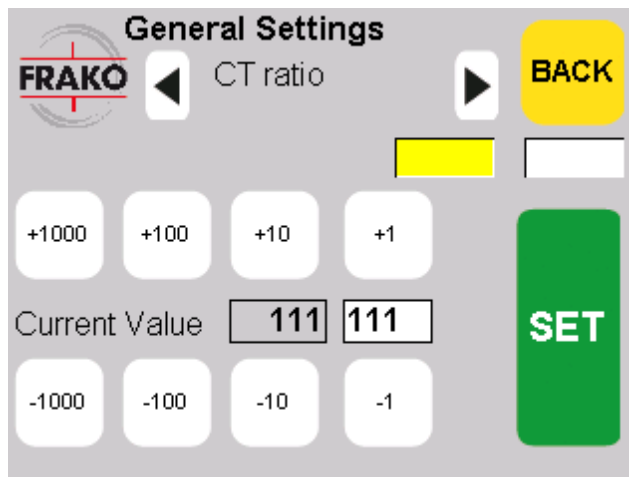 General Settings
FRAKO
CT ratio
BACK
+1000 +100 +10 +1
Current Value 111 111
SET
-1000 -100 -10 -1